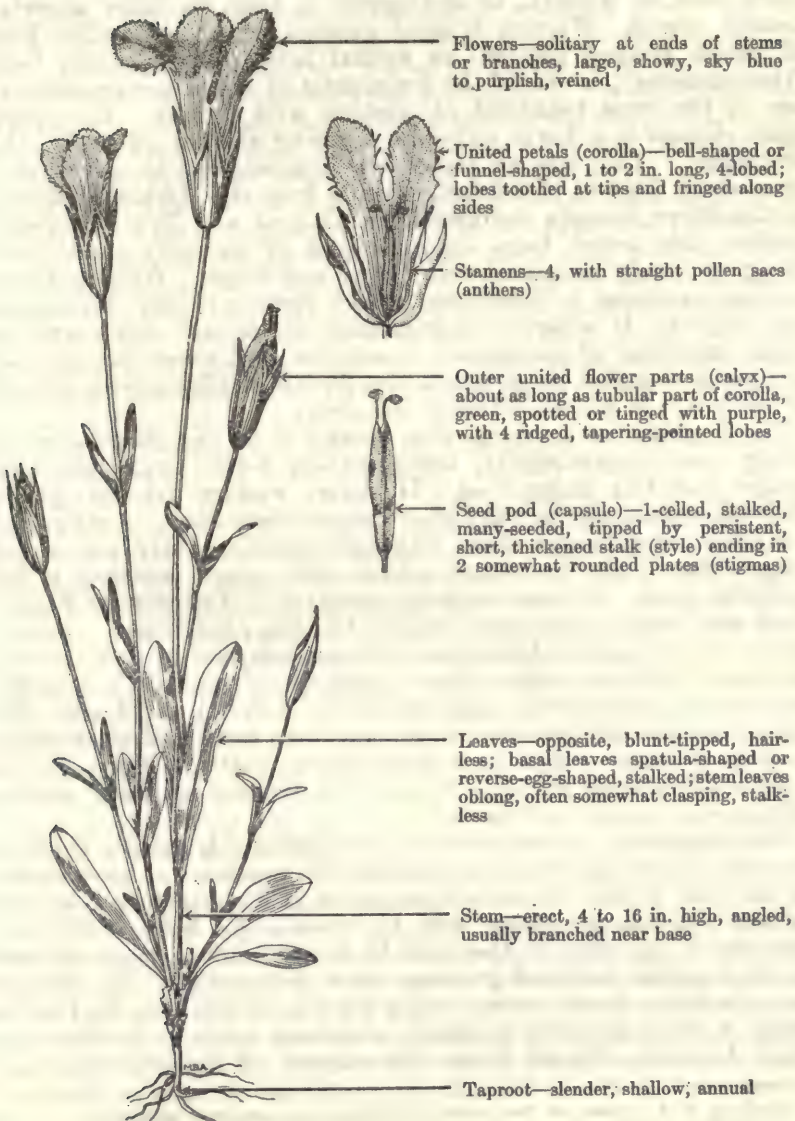 Flowers—solitary at ends of stems
or branches, large, showy, sky blue
to purplish, veined
United petals (corolla)—bell-shaped or
funnel-shaped, 1 to 2 in. long, 4-lobed;
lobes toothed at tips and fringed along
sides
Stamens—4, with straight pollen sacs
(anthers)
Outer united flower parts (calyx)—
about as long as tubular part of corolla,
green, spotted or tinged with purple,
with 4 ridged, tapering-pointed lobes
Seed pod (capsule)—1-celled, stalked,
many-seeded, tipped by persistent,
short, thickened stalk (style) ending in
2 somewhat rounded plates (stigmas)
Leaves—opposite, blunt-tipped, hair-
less; basal leaves spatula-shaped or
reverse-egg-shaped, stalked; stem leaves
oblong, often somewhat clasping, stalk-
less
Stem—erect, 4 to 16 in. high, angled,
usually branched near base
MBA
Taproot—slender, shallow, annual